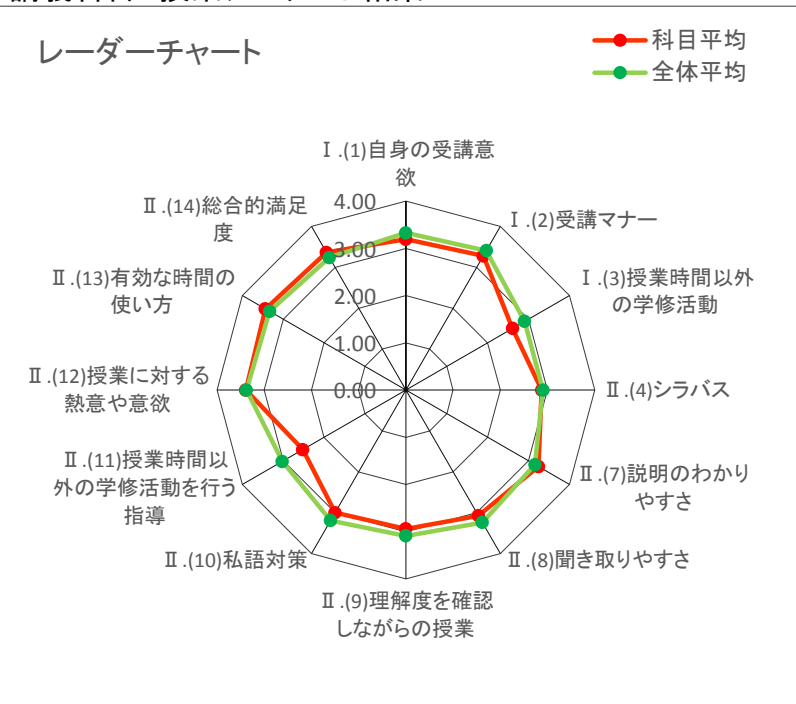 レーダーチャート
科目平均
全体平均
Ⅰ.(1)自身の受講意
欲
Ⅰ.(2)受講マナー
Ⅰ.(3)授業時間以外
の学修活動
Ⅱ.(4)シラバス
Ⅱ.(7)説明のわかり
やすさ
Ⅱ.(8)聞き取りやすさ
Ⅱ.(9)理解度を確認
しながらの授業
Ⅱ.(10)私語対策
Ⅱ.(11)授業時間以
外の学修活動を行う
指導
Ⅱ.(12)授業に対する
熱意や意欲
Ⅱ.(13)有効な時間の
使い方
Ⅱ.(14)総合的満足
度
4.00
3.00
2.00
1.00
0.00